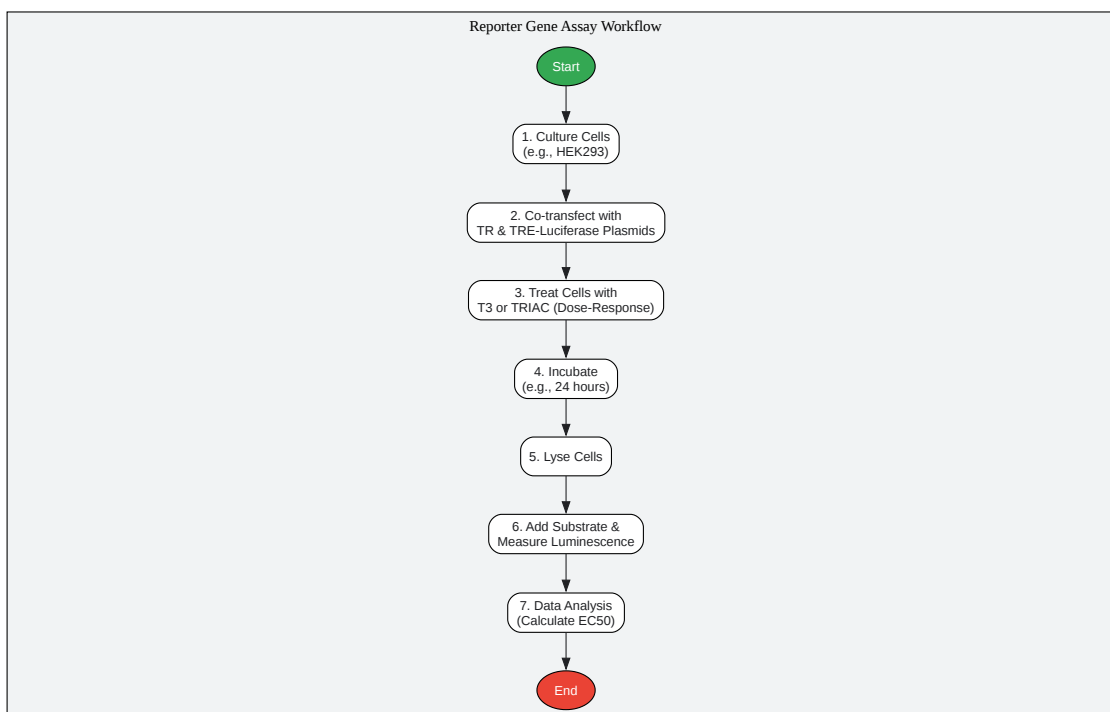 Reporter Gene Assay Workflow
Start
1. Culture Cells
(e.g., HEK293)
2. Co-transfect with
TR & TRE-Luciferase Plasmids
3. Treat Cells with
T3 or TRIAC (Dose-Response)
4. Incubate
(e.g., 24 hours)
5. Lyse Cells
6. Add Substrate &
Measure Luminescence
7. Data Analysis
(Calculate EC50)
End